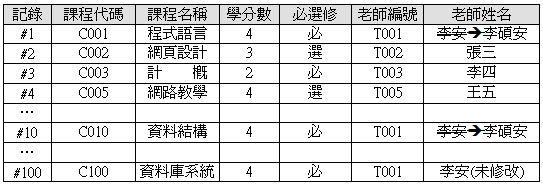 記錄 課程代碼 課程名稱 學分數 必選修 老師編號 老師姓名
#1 C001 程式語言 4 必 T001 李安➔李碩安
#2 C002 網頁設計 3 選 T002 張三
#3 C003 計 概 2 必 T003 李四
#4 C005 網路教學 4 選 T005 王五
…
#10 C010 資料結構 4 必 T001 李安➔李碩安
…
#100 C100 資料庫系統 4 必 T001 李安(未修改)